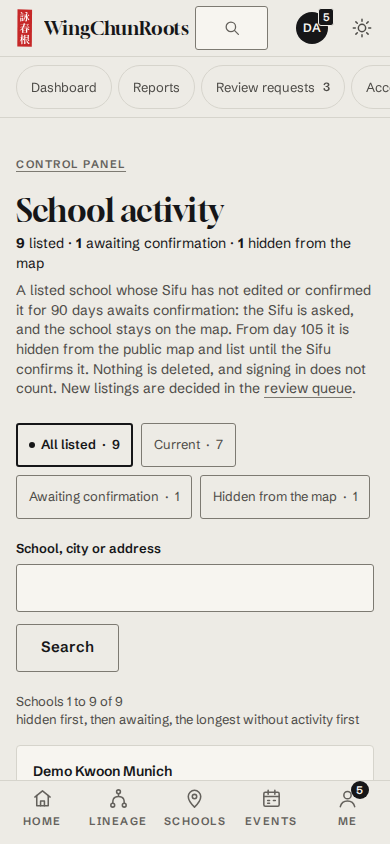 詠春根
WingChunRoots
DA
5
Dashboard
Reports
Review requests 3
Acc
CONTROL PANEL
School activity
9 listed · 1 awaiting confirmation · 1 hidden from the
map
A listed school whose Sifu has not edited or confirmed
it for 90 days awaits confirmation: the Sifu is asked,
and the school stays on the map. From day 105 it is
hidden from the public map and list until the Sifu
confirms it. Nothing is deleted, and signing in does not
count. New listings are decided in the review queue.
All listed · 9
Current · 7
Awaiting confirmation · 1
Hidden from the map · 1
School, city or address
Search
Schools 1 to 9 of 9
hidden first, then awaiting, the longest without activity first
Demo Kwoon Munich
5
HOME
LINEAGE
SCHOOLS
EVENTS
ME